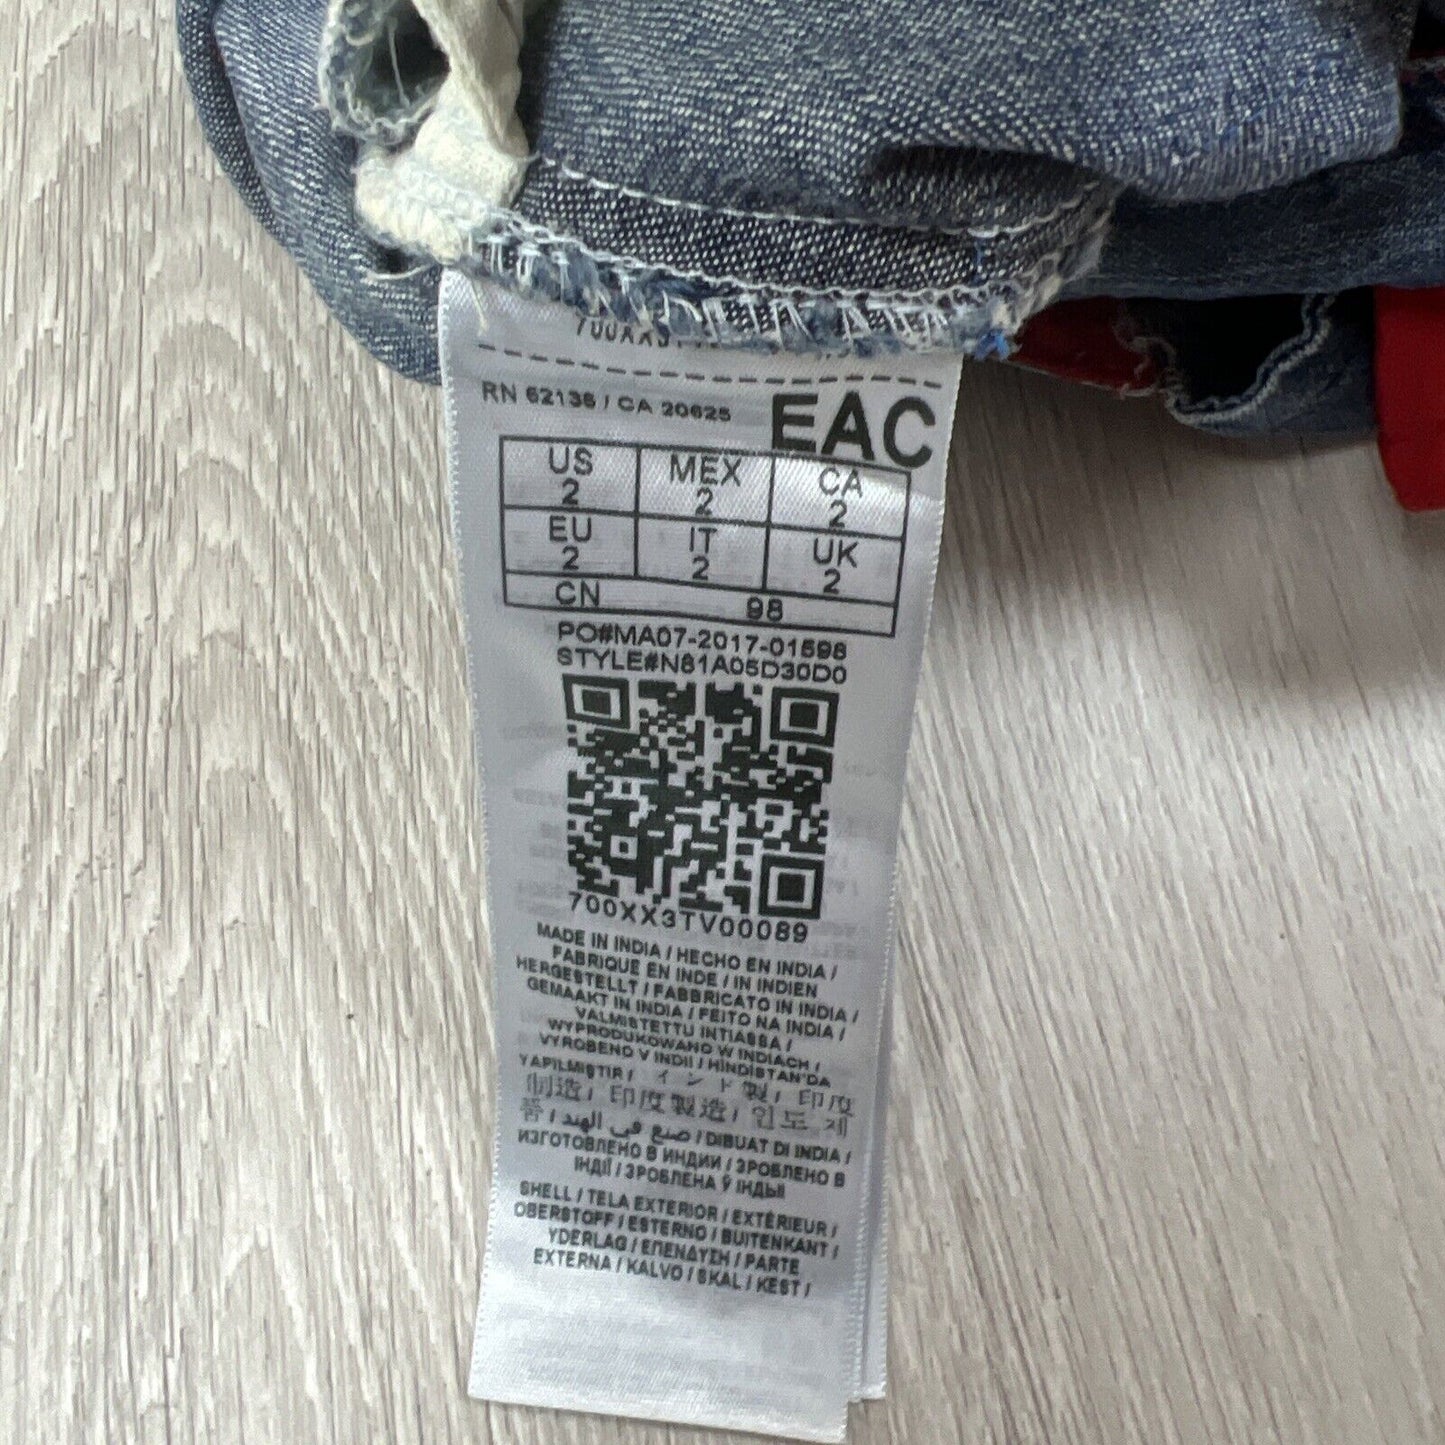 RN 62136 / CA 20625
EAC
US 2 MEX 2 CA 2
EU 2 IT 2 UK 2
CN 98
PO#MA07-2017-01598
STYLE#N81A05D30D0
700XX3TV00089
MADE IN INDIA / HECHO EN INDIA /
FABRIQUE EN INDE / IN INDIEN
HERGESTELLT / FABBRICATO IN INDIA /
GEMAAKT IN INDIA / FEITO NA INDIA /
VALMISTETTU INTIASSA /
WYPRODUKOWANO W INDIACH /
VYROBENO V INDII / HİNDİSTAN'DA
YAPILMIŞTIR / インド製 / 印度
制造 / 印度製造 / 인도 제
품 / صنع في الهند / DIBUAT DI INDIA /
ИЗГОТОВЛЕНО В ИНДИИ / ЗРОБЛЕНО В
ІНДІЇ / ЗРОБЛЕНА Ў ІНДЫІ
SHELL / TELA EXTERIOR / EXTÉRIEUR /
OBERSTOFF / ESTERNO / BUITENKANT /
YDERLAG / ΕΠΕΝΔΥΣΗ / PARTE
EXTERNA / KALVO / SKAL / KEST /